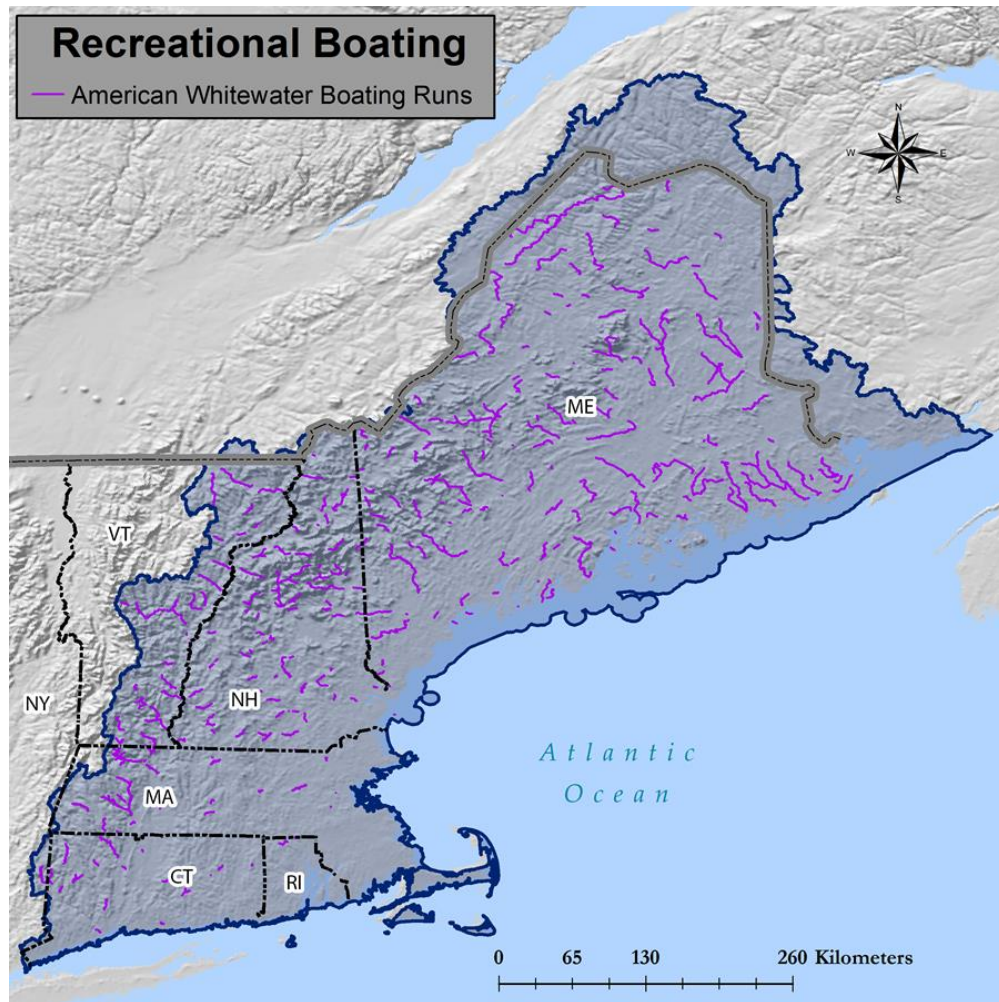 Recreational Boating
American Whitewater Boating Runs
N
W
E
S
ME
VT
NY
NH
Atlantic
Ocean
MA
CT
RI
0 65 130 260 Kilometers